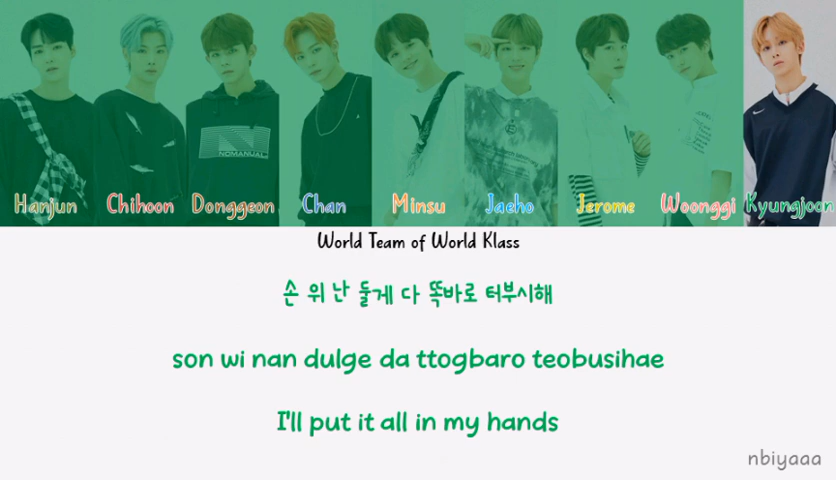 NOMANUAL
Hanjun Chihoon Donggeon Chan Minsu Jaeho Jerome Woonggi Kyungjoon
World Team of World Klass
손 위 난 둘게 다 똑바로 터부시해
son wi nan dulge da ttogbaro teobusihae
I'll put it all in my hands
nbiyaaa